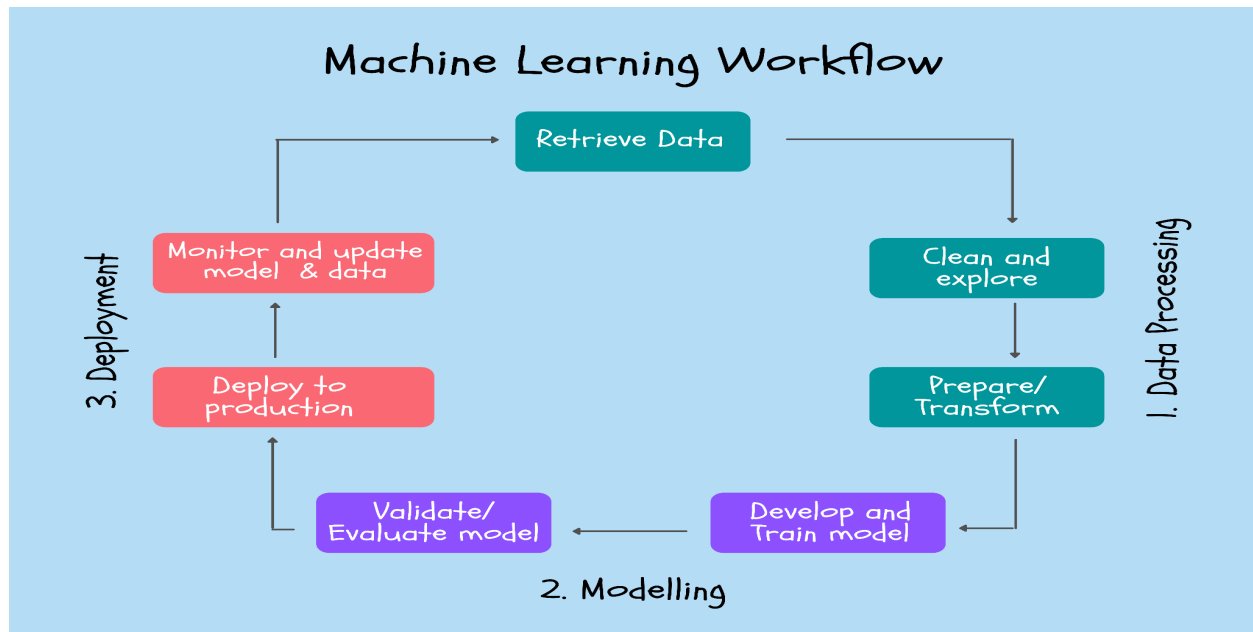 Machine Learning Workflow
Retrieve Data
Clean and
explore
Prepare/
Transform
1. Data Processing
Develop and
Train model
Validate/
Evaluate model
2. Modelling
Deploy to
production
Monitor and update
model & data
3. Deployment